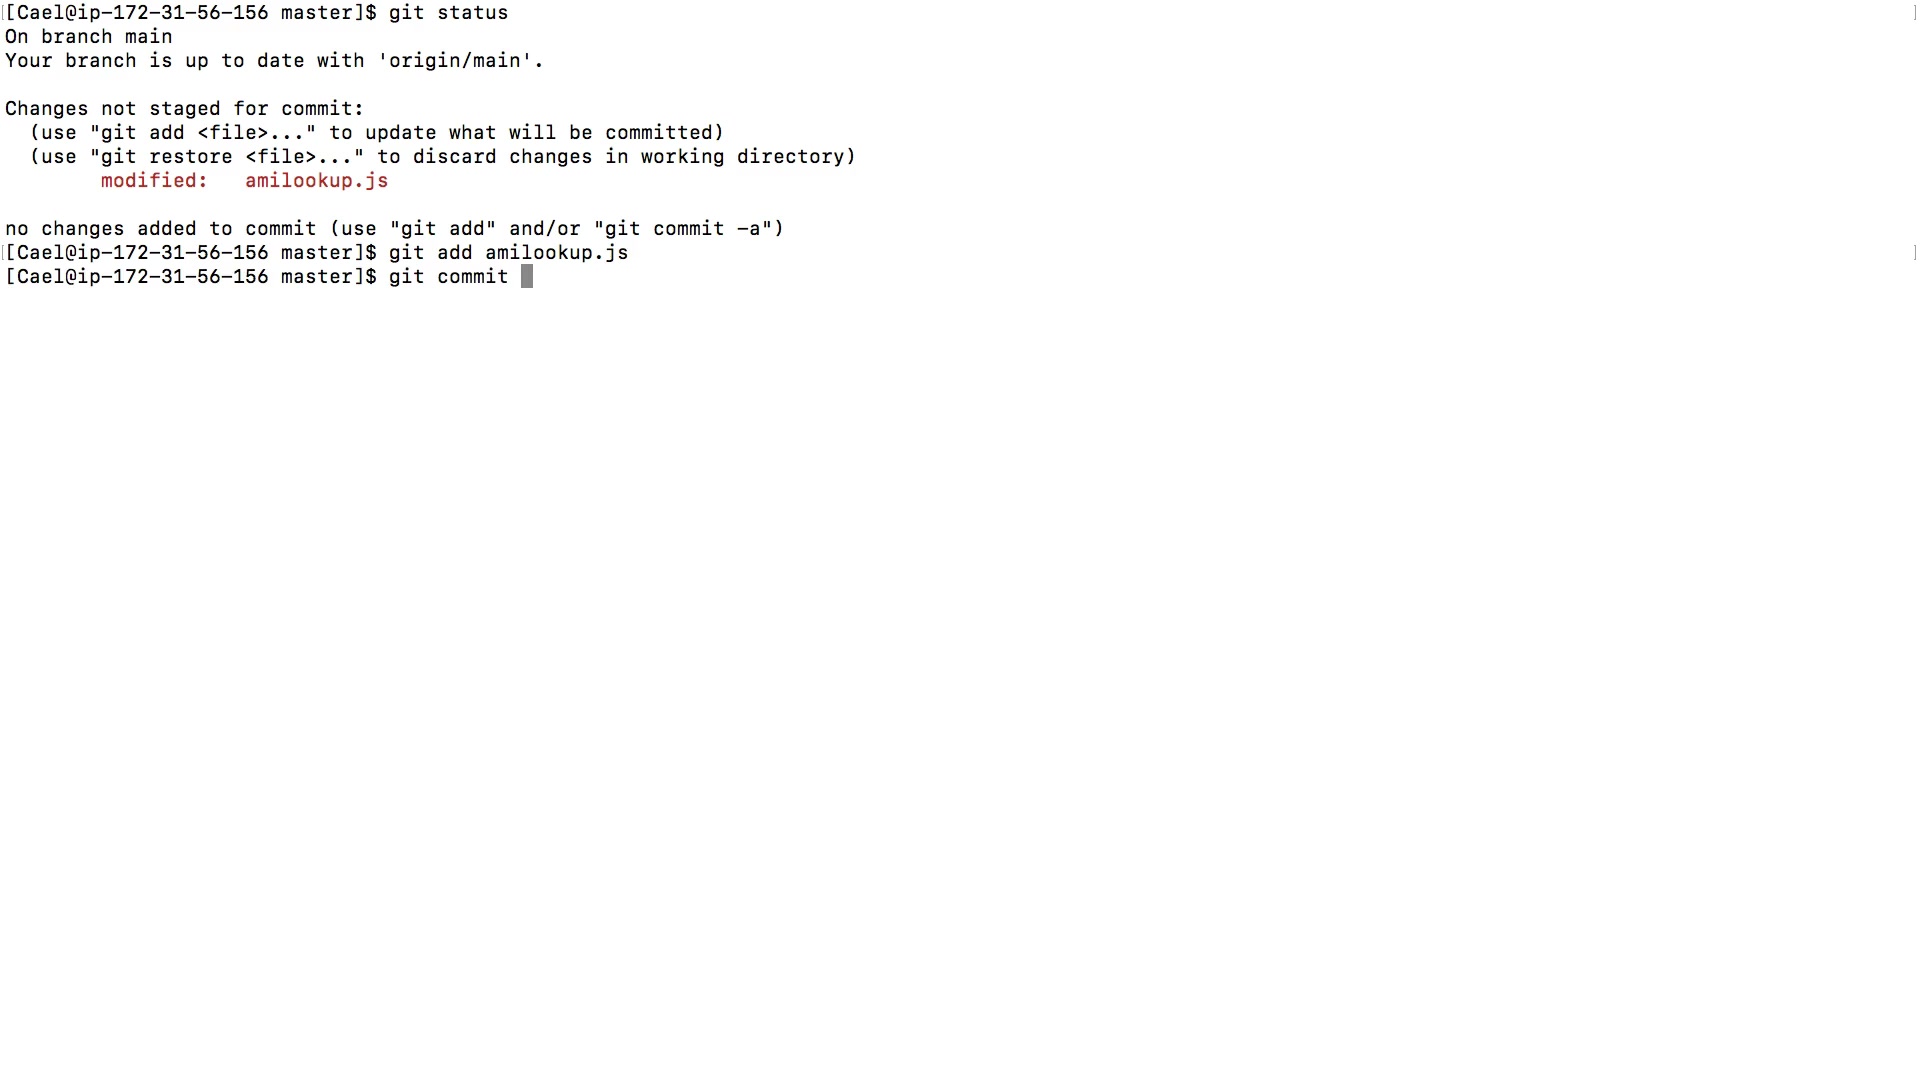 [Cael@ip-172-31-56-156 master]$ git status
On branch main
Your branch is up to date with 'origin/main'.
Changes not staged for commit:
  (use "git add <file>..." to update what will be committed)
  (use "git restore <file>..." to discard changes in working directory)
        modified:   amilookup.js
no changes added to commit (use "git add" and/or "git commit -a")
[Cael@ip-172-31-56-156 master]$ git add amilookup.js
[Cael@ip-172-31-56-156 master]$ git commit